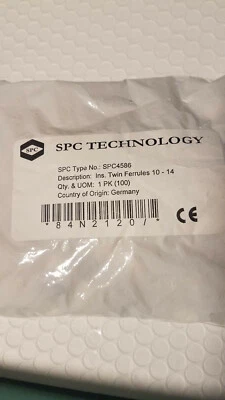 SPC
SPC TECHNOLOGY
SPC Type No.: SPC4586
Description: Ins. Twin Ferrules 10 - 14
Qty. & UOM: 1 PK (100)
Country of Origin: Germany
CE
*84N2120/*